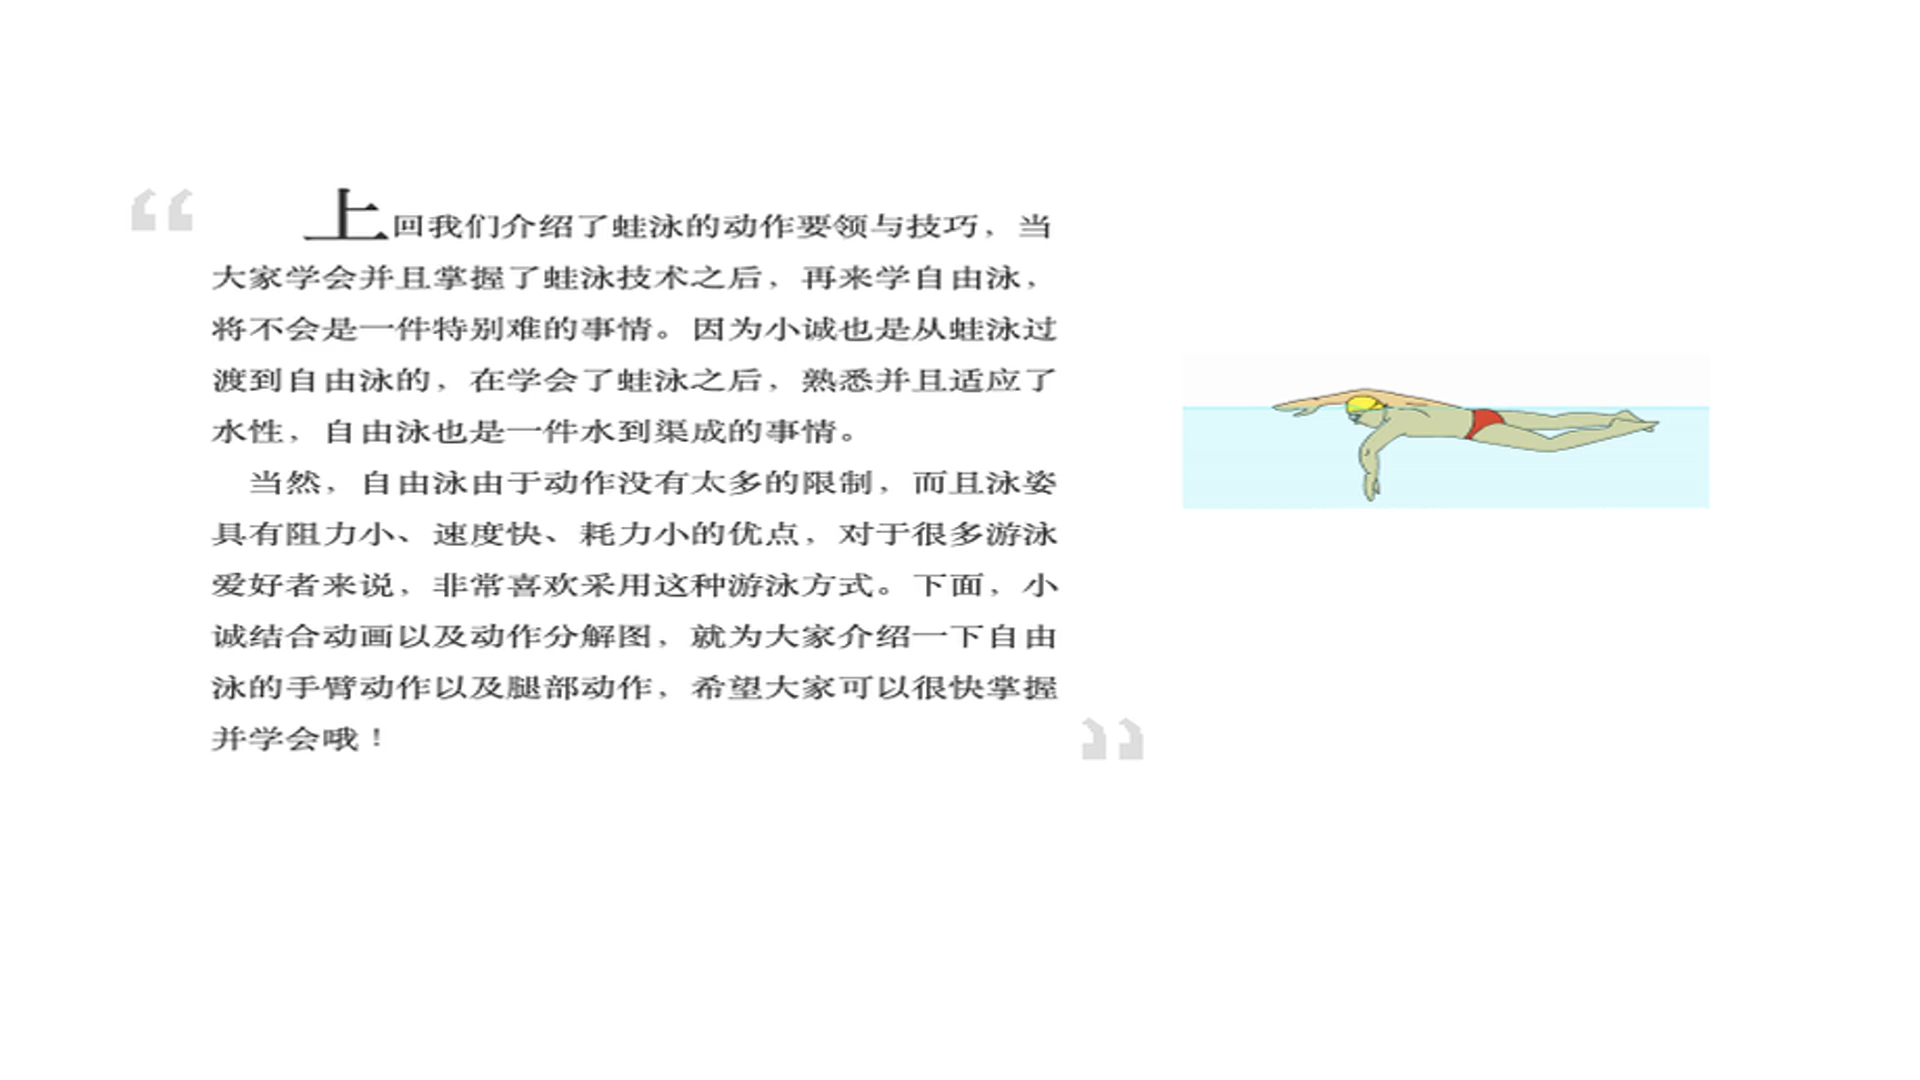 “ 上回我们介绍了蛙泳的动作要领与技巧，当
大家学会并且掌握了蛙泳技术之后，再来学自由泳，
将不会是一件特别难的事情。因为小诚也是从蛙泳过
渡到自由泳的，在学会了蛙泳之后，熟悉并且适应了
水性，自由泳也是一件水到渠成的事情。
当然，自由泳由于动作没有太多的限制，而且泳姿
具有阻力小、速度快、耗力小的优点，对于很多游泳
爱好者来说，非常喜欢采用这种游泳方式。下面，小
诚结合动画以及动作分解图，就为大家介绍一下自由
泳的手臂动作以及腿部动作，希望大家可以很快掌握
并学会哦！ ”